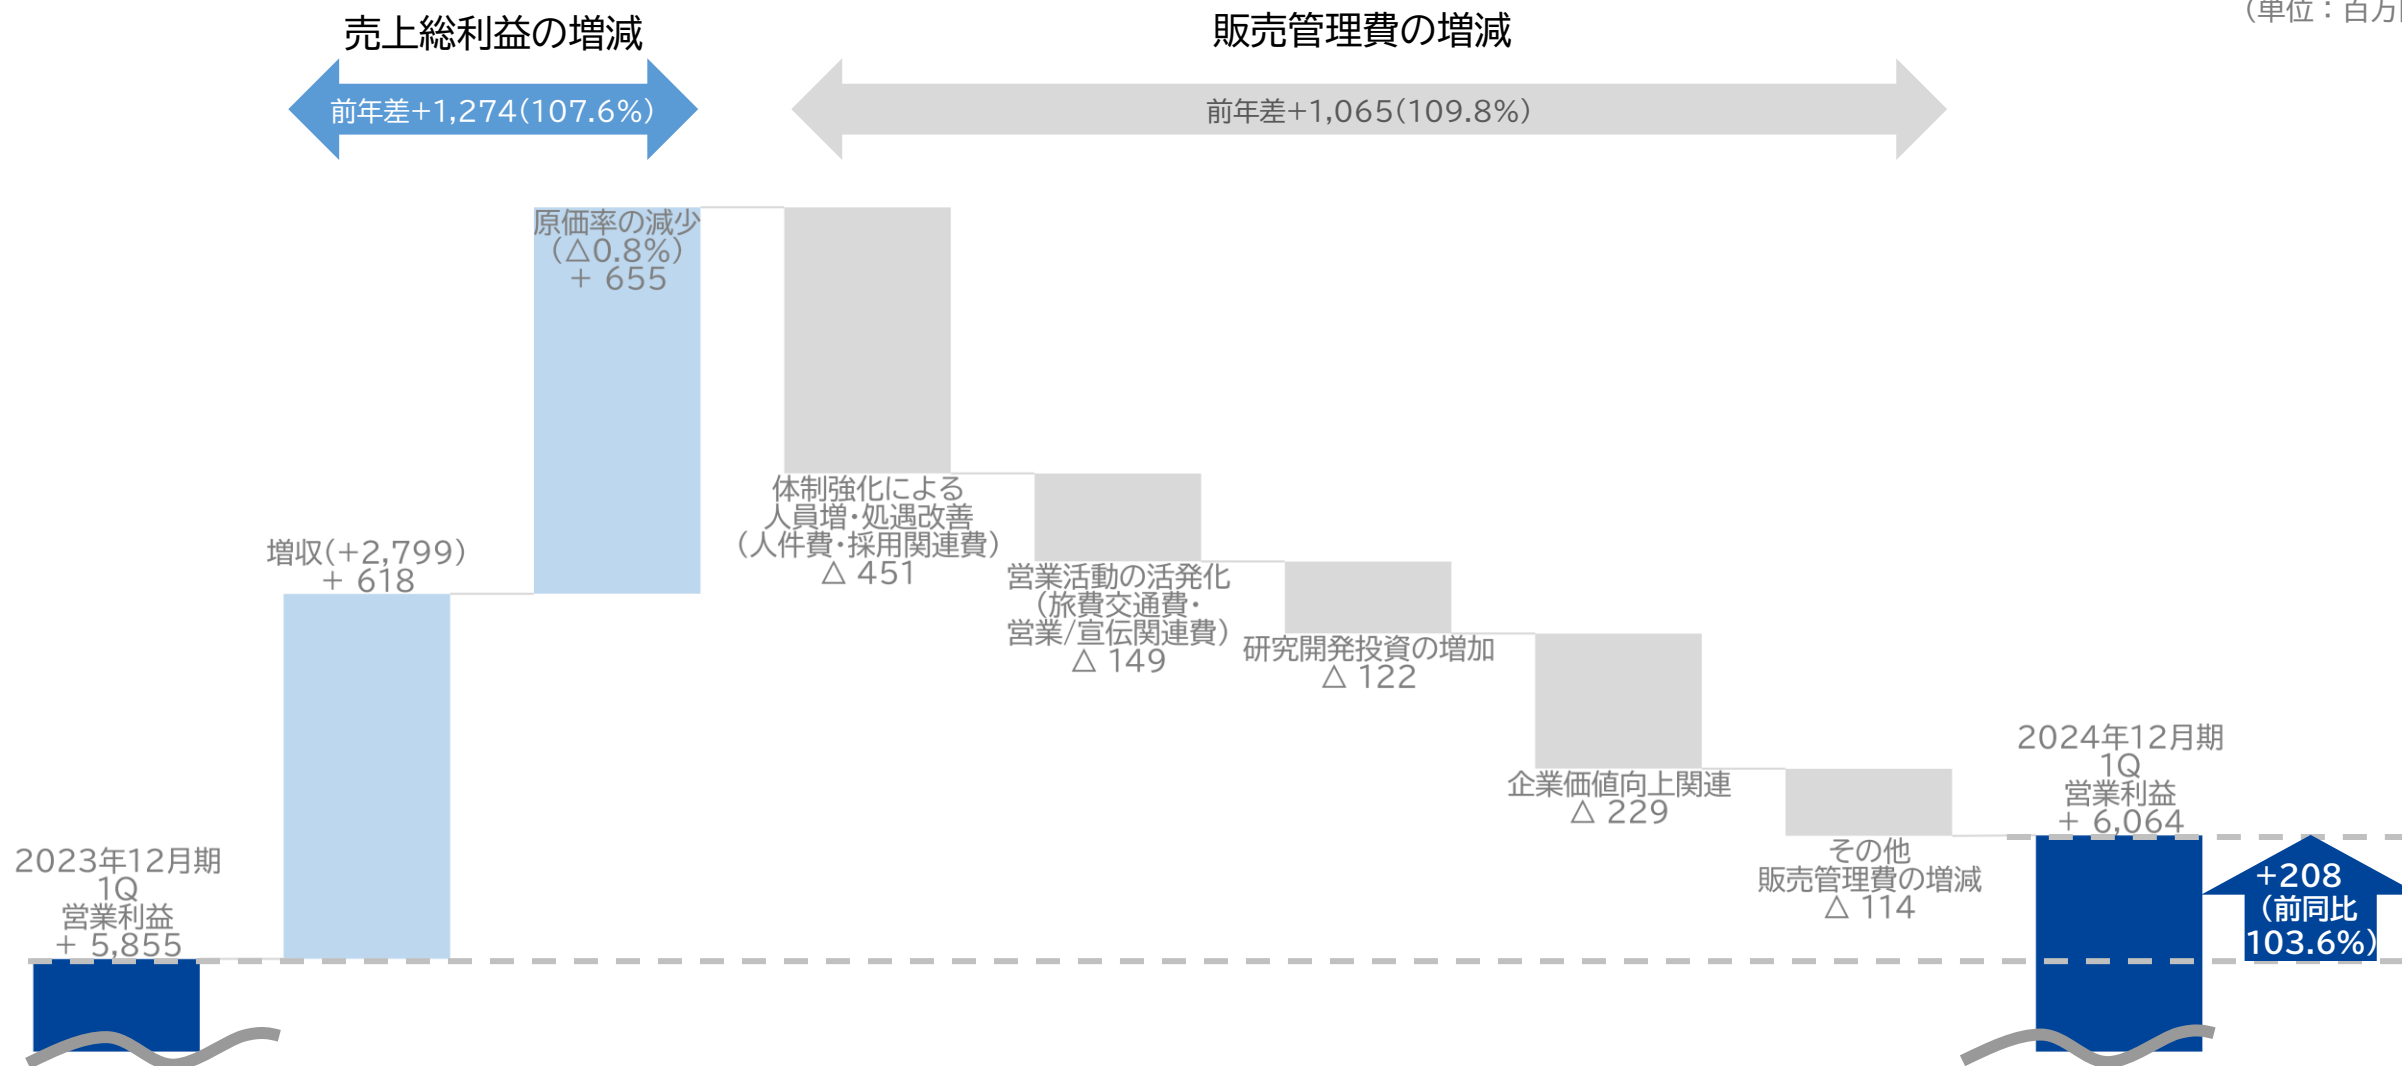 売上総利益の増減
販売管理費の増減
前年差+1,274(107.6%)
前年差+1,065(109.8%)
原価率の減少
(△0.8%)
+ 655
増収(+2,799)
+ 618
体制強化による
人員増・処遇改善
(人件費・採用関連費)
△ 451
営業活動の活発化
(旅費交通費・
営業/宣伝関連費)
△ 149
研究開発投資の増加
△ 122
企業価値向上関連
△ 229
その他
販売管理費の増減
△ 114
2023年12月期
1Q
営業利益
+ 5,855
2024年12月期
1Q
営業利益
+ 6,064
+208
(前同比
103.6%)
(単位：百万